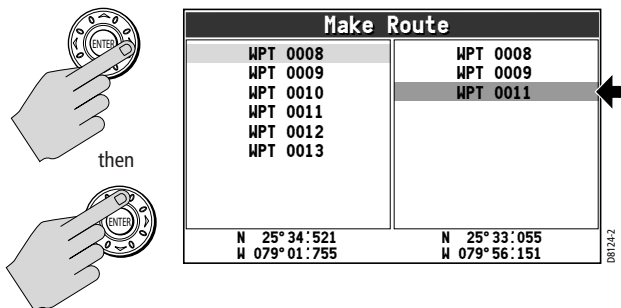 ENTER
then
ENTER
Make Route
WPT 0008
WPT 0009
WPT 0010
WPT 0011
WPT 0012
WPT 0013
N 25°34.'521
W 079°01.'755
WPT 0008
WPT 0009
WPT 0011
N 25°33.'055
W 079°56.'151
D8124-2